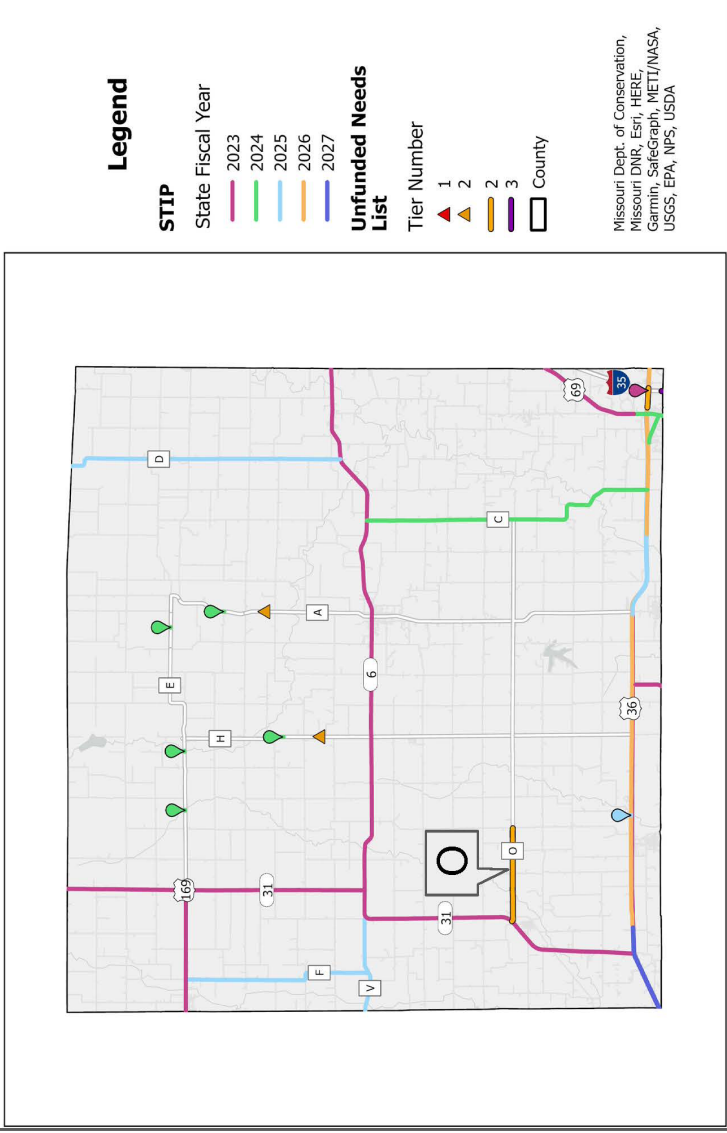 Legend
STIP
State Fiscal Year
2023
2024
2025
2026
2027
Unfunded Needs
List
Tier Number
1
2
2
3
County
Missouri Dept. of Conservation,
Missouri DNR, Esri, HERE,
Garmin, SafeGraph, METI/NASA,
USGS, EPA, NPS, USDA
D
69
35
C
A
E
6
H
36
O
O
169
31
31
F
V